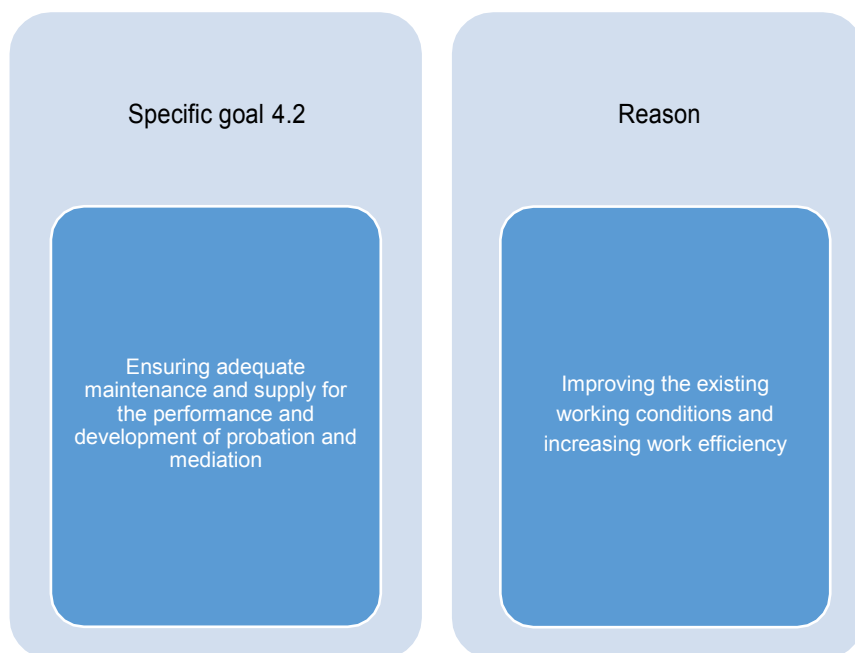 Specific goal 4.2
Ensuring adequate
maintenance and supply for
the performance and
development of probation and
mediation
Reason
Improving the existing
working conditions and
increasing work efficiency